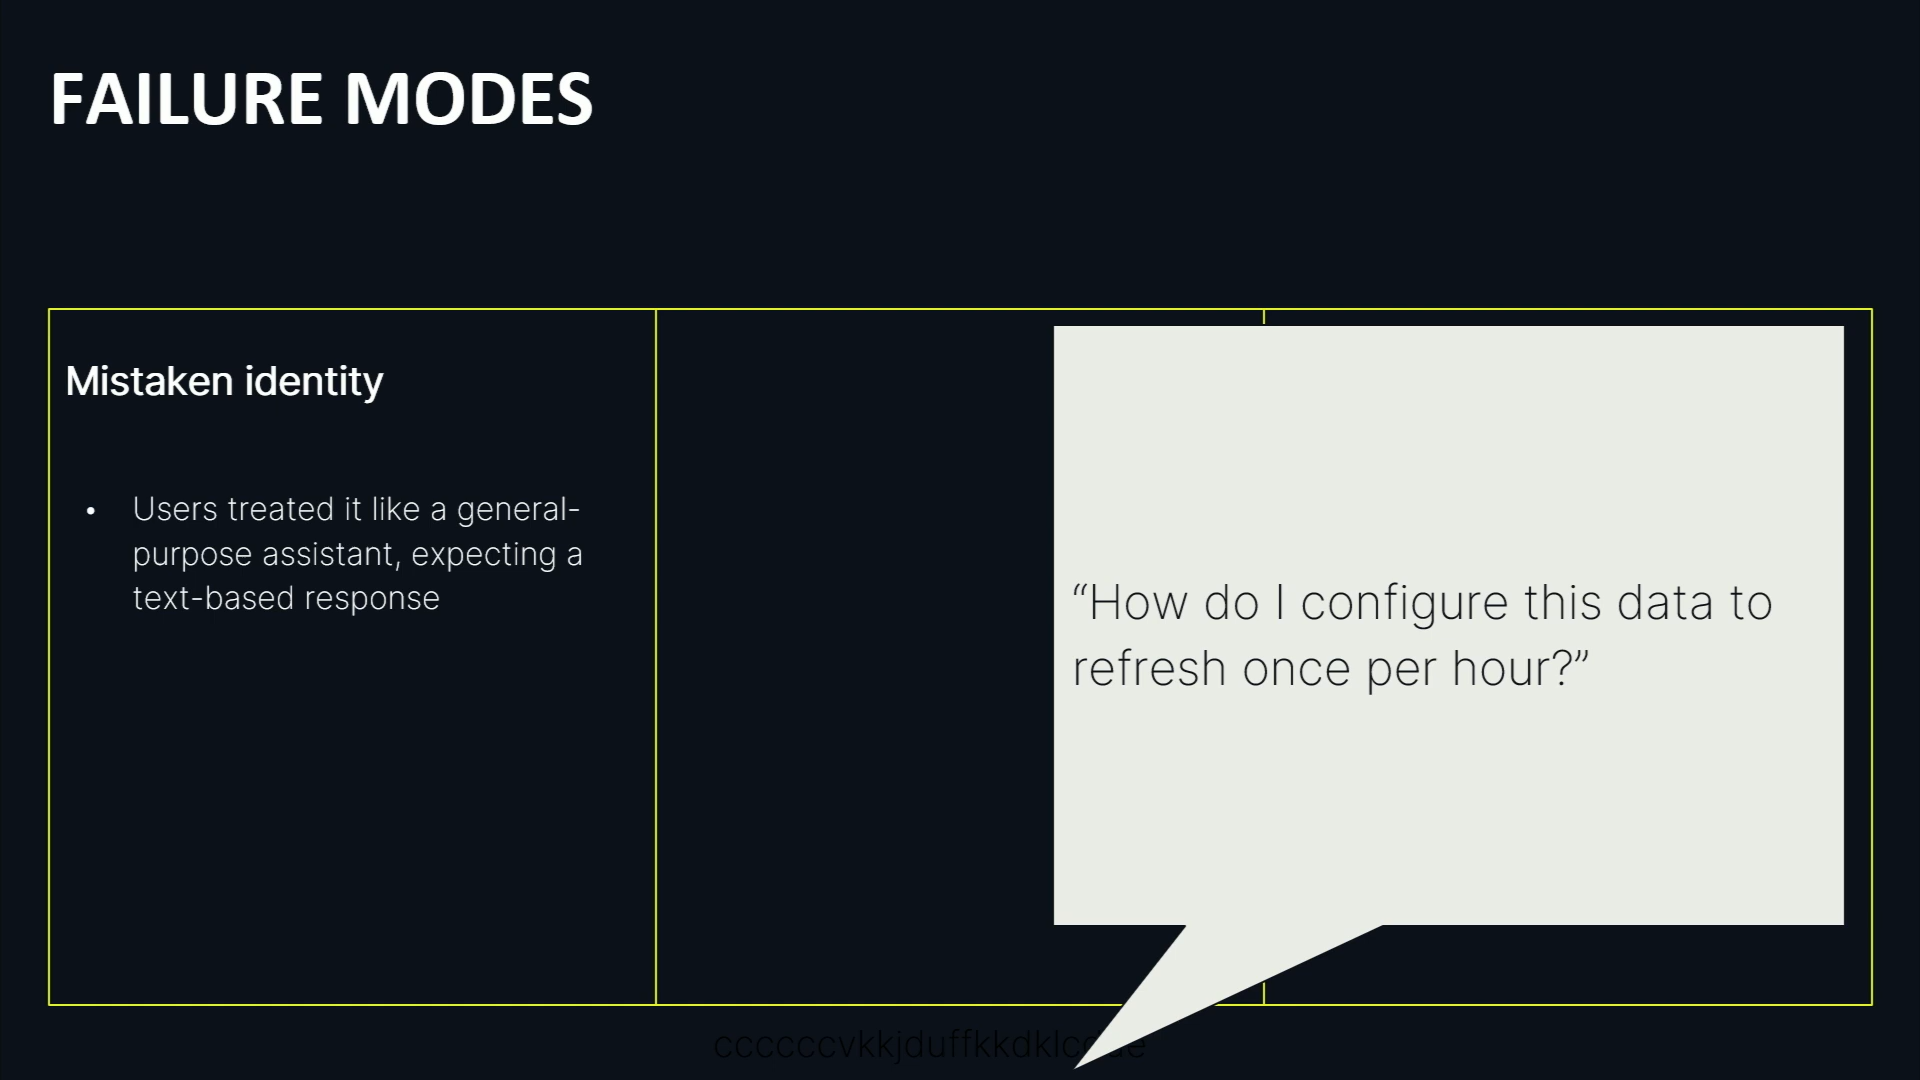 FAILURE MODES
Mistaken identity
• Users treated it like a general-
purpose assistant, expecting a
text-based response
“How do I configure this data to
refresh once per hour?”